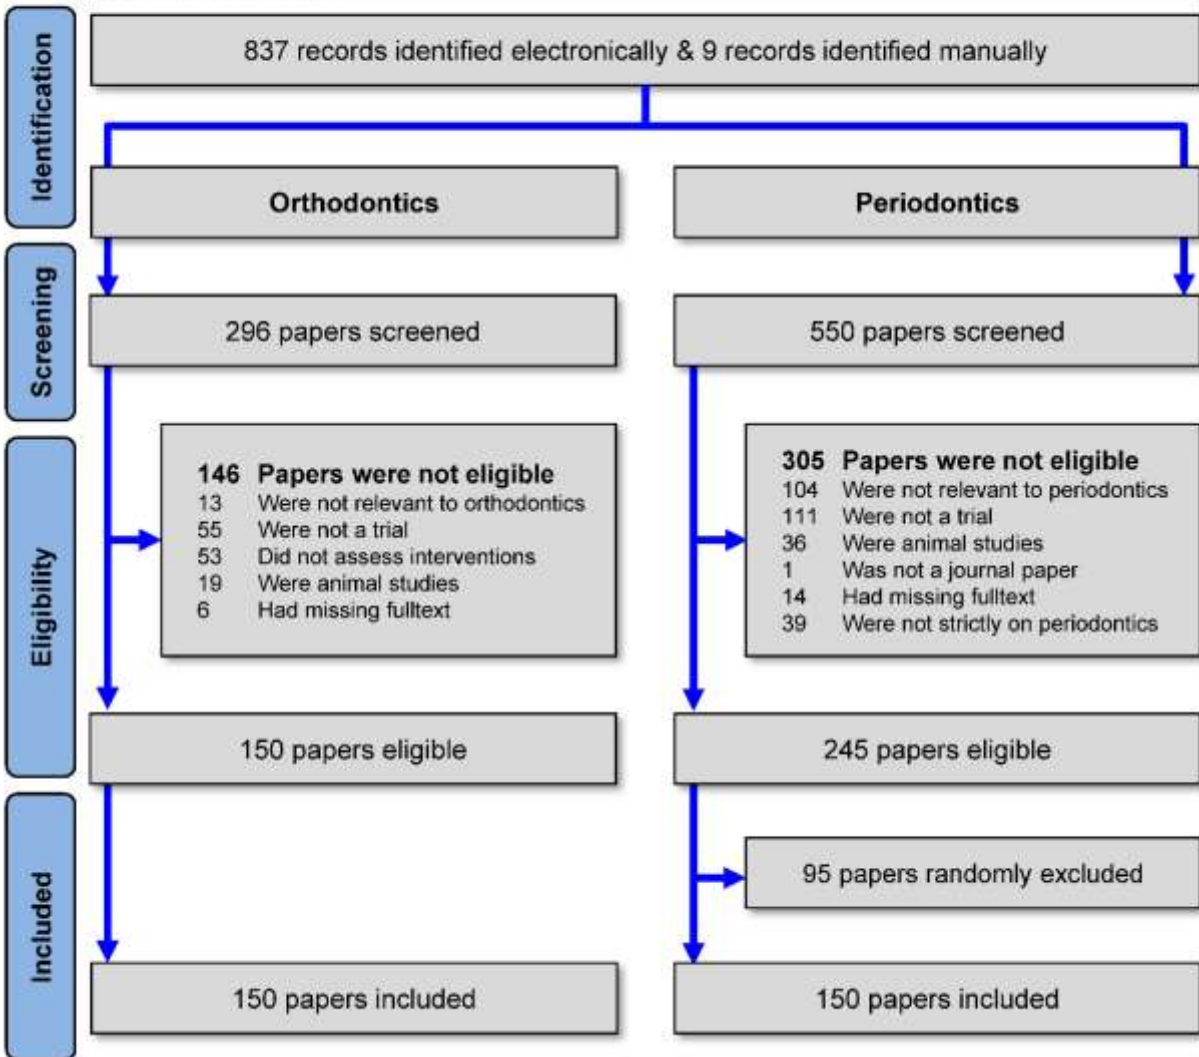 Identification
837 records identified electronically & 9 records identified manually
Orthodontics
Periodontics
Screening
296 papers screened
550 papers screened
Eligibility
146 Papers were not eligible
13 Were not relevant to orthodontics
55 Were not a trial
53 Did not assess interventions
19 Were animal studies
6 Had missing fulltext
305 Papers were not eligible
104 Were not relevant to periodontics
111 Were not a trial
36 Were animal studies
1 Was not a journal paper
14 Had missing fulltext
39 Were not strictly on periodontics
150 papers eligible
245 papers eligible
Included
95 papers randomly excluded
150 papers included
150 papers included